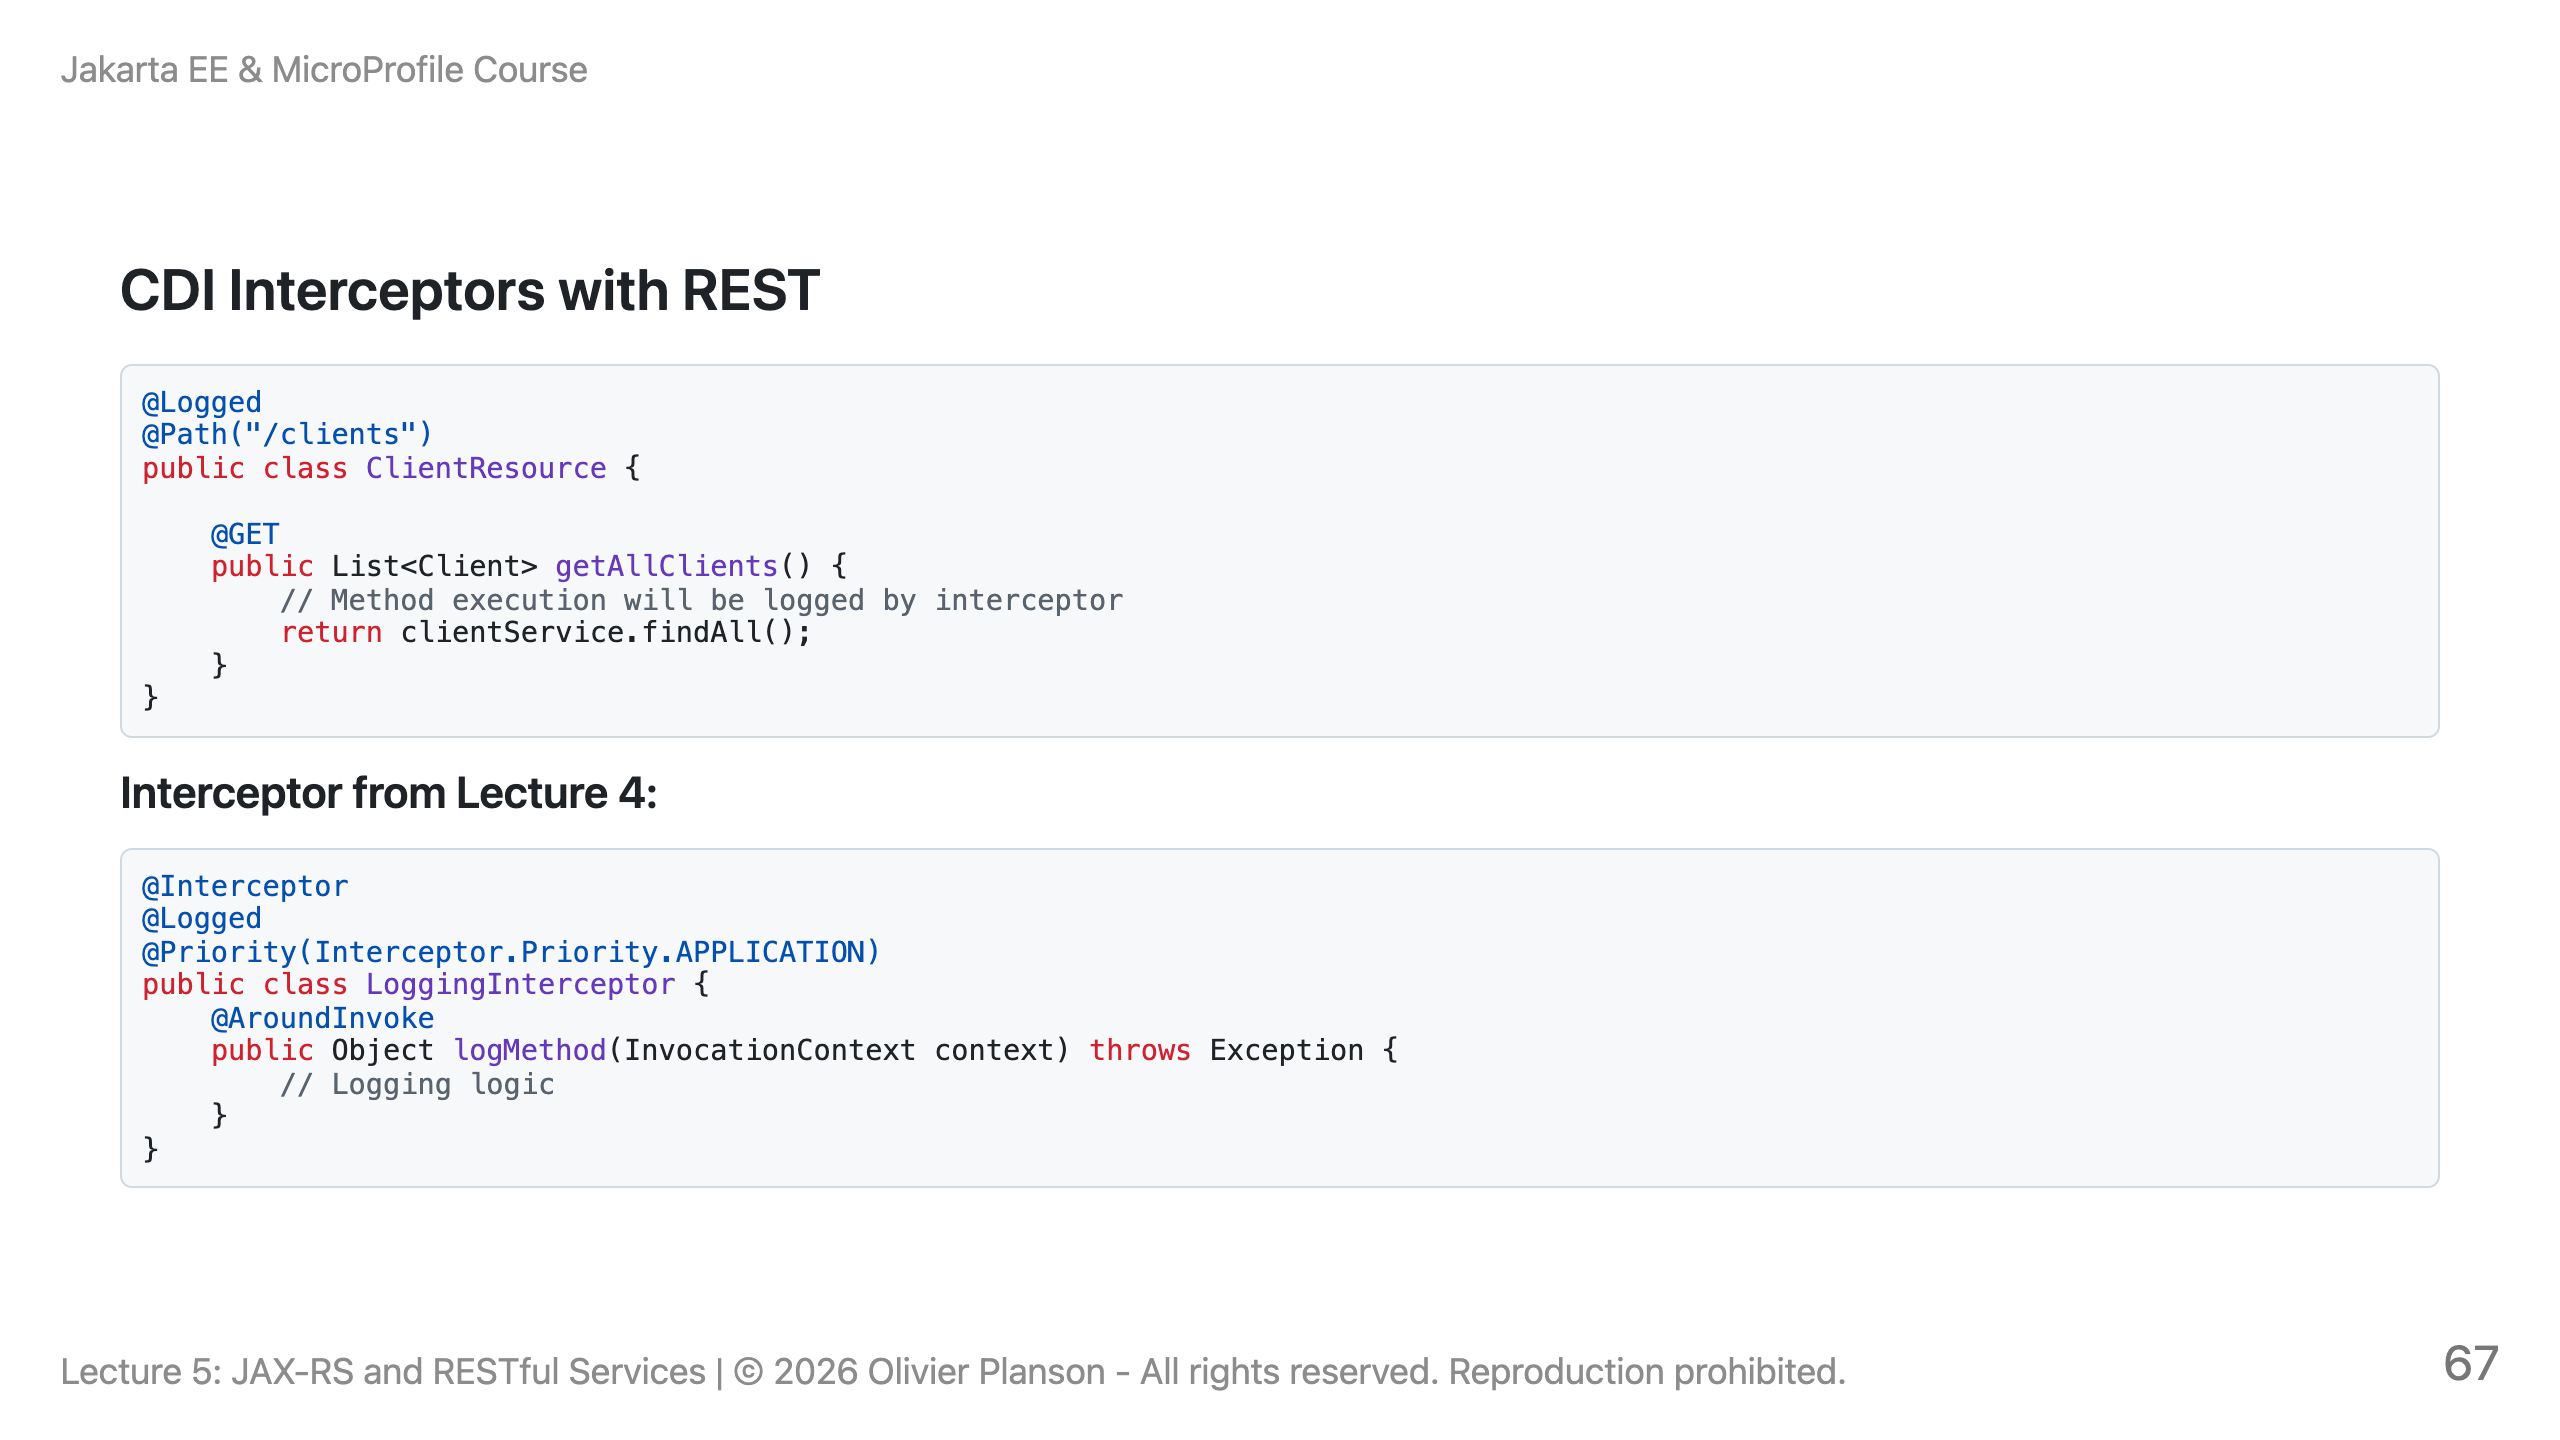 Jakarta EE & MicroProfile Course
CDI Interceptors with REST
@Logged
@Path("/clients")
public class ClientResource {
    @GET
    public List<Client> getAllClients() {
        // Method execution will be logged by interceptor
        return clientService.findAll();
    }
}
Interceptor from Lecture 4:
@Interceptor
@Logged
@Priority(Interceptor.Priority.APPLICATION)
public class LoggingInterceptor {
    @AroundInvoke
    public Object logMethod(InvocationContext context) throws Exception {
        // Logging logic
    }
}
Lecture 5: JAX-RS and RESTful Services | © 2026 Olivier Planson - All rights reserved. Reproduction prohibited.
67